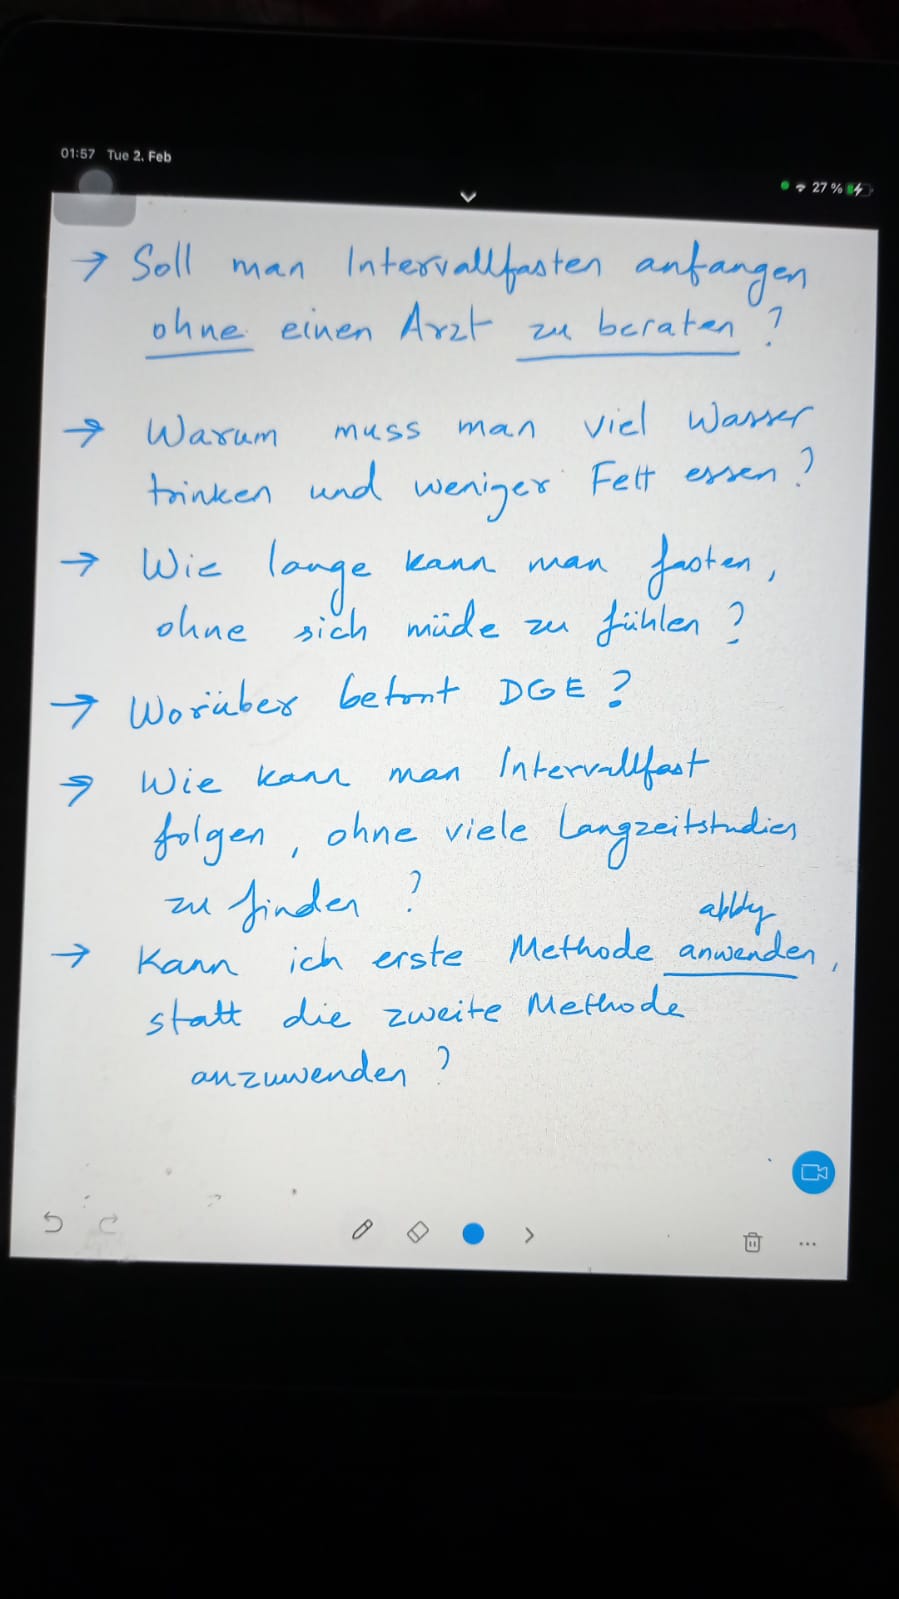 01:57 Tue 2. Feb
27 %
→ Soll man Intervallfasten anfangen
ohne einen Arzt zu beraten ?
→ Warum muss man viel Wasser
trinken und weniger Fett essen ?
→ Wie lange kann man fasten,
ohne sich müde zu fühlen ?
→ Worüber betont DGE ?
→ Wie kann man Intervallfast
folgen, ohne viele Langzeitstudien
zu finden ?
→ Kann ich erste Methode anwenden,
statt die zweite Methode
anzuwenden ?